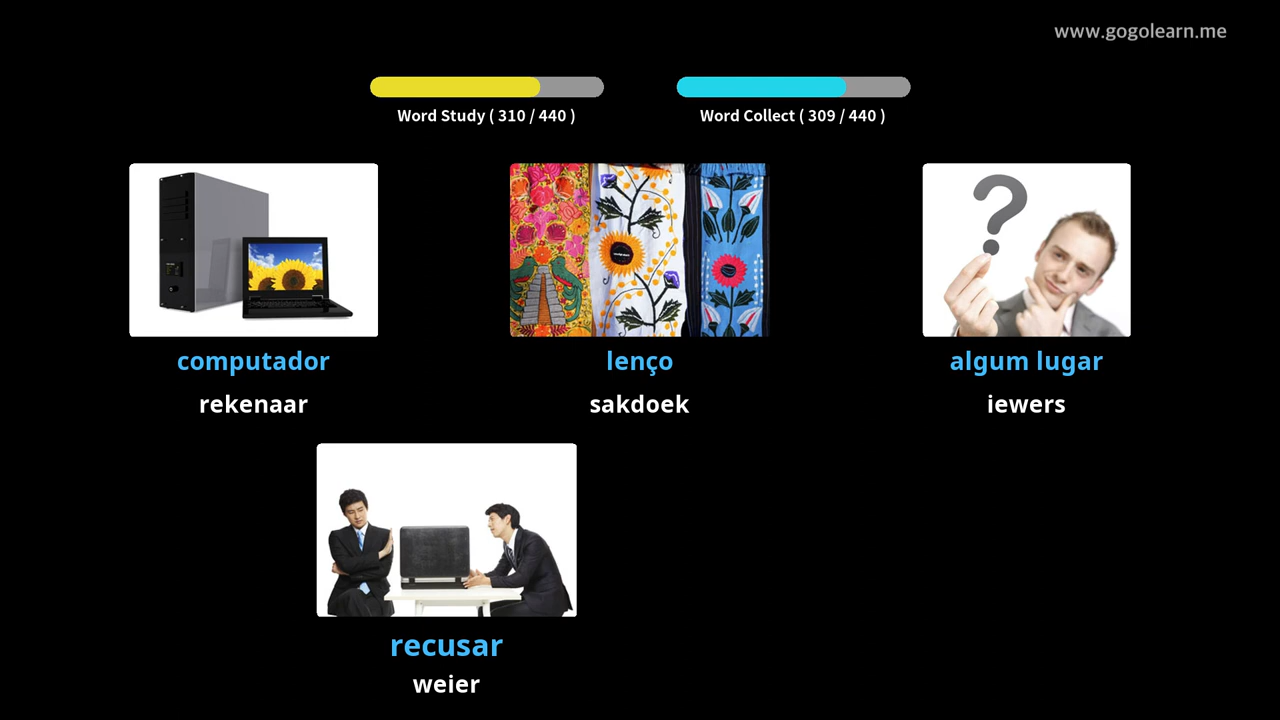 www.gogolearn.me
Word Study ( 310 / 440 )
Word Collect ( 309 / 440 )
computador
lenço
algum lugar
rekenaar
sakdoek
iewers
recusar
weier